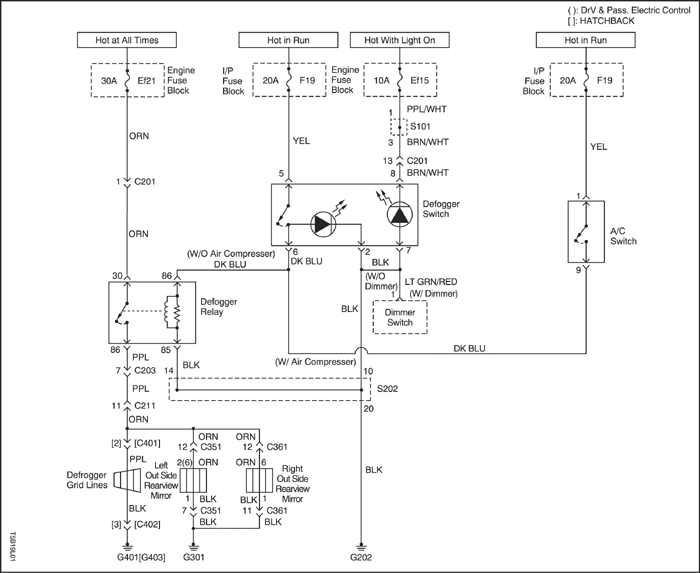 ( ): DrV & Pass. Electric Control
[ ]: HATCHBACK
Hot at All Times
Hot in Run
Hot With Light On
Hot in Run
30A Ef21
Engine
Fuse
Block
I/P
Fuse
Block
20A F19
Engine
Fuse
Block
10A Ef15
I/P
Fuse
Block
20A F19
1 PPL/WHT
S101
3 BRN/WHT
ORN
YEL
YEL
13 C201
8 BRN/WHT
5
1 C201
Defogger
Switch
1
A/C
Switch
ORN
6
2
7
(W/O Air Compresser)
DK BLU
DK BLU
BLK
(W/O
Dimmer)
LT GRN/RED
(W/ Dimmer)
9
30
86
1
Defogger
Relay
BLK
Dimmer
Switch
86
85
DK BLU
PPL
BLK
(W/ Air Compresser)
7 C203
14
10
PPL
S202
11 C211
20
ORN
[2] [C401]
ORN
12 C351
ORN
12 C361
PPL
2(6) ORN
ORN 6
Defrogger
Grid Lines
Left
Out Side
Rearview
Mirror
Right
Out Side
Rearview
Mirror
BLK
1
BLK
BLK 1
BLK
7 C351
11 C361
[3] [C402]
BLK
BLK
G401[G403]
G301
G202
T5B19L01